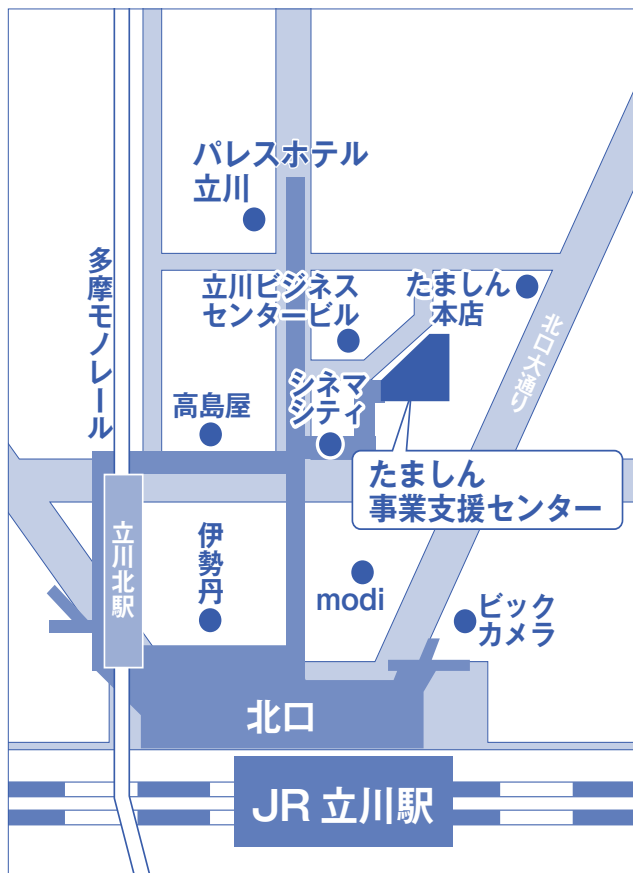 パレスホテル
立川
多摩モノレール
立川ビジネス
センタービル
たましん
本店
北口大通り
シネマ
シティ
高島屋
たましん
事業支援センター
立川北駅
伊勢丹
modi
ビック
カメラ
北口
JR 立川駅